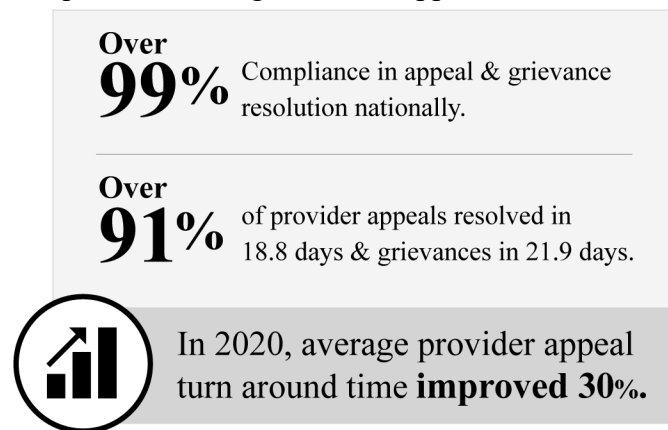 Over
99% Compliance in appeal & grievance
resolution nationally.
Over
91% of provider appeals resolved in
18.8 days & grievances in 21.9 days.
In 2020, average provider appeal
turn around time improved 30%.